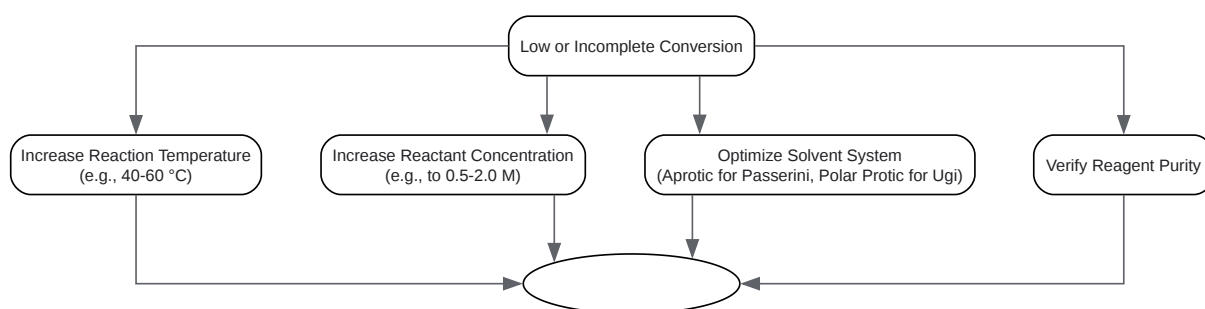 Low or Incomplete Conversion
Increase Reaction Temperature
(e.g., 40-60 °C)
Increase Reactant Concentration
(e.g., to 0.5-2.0 M)
Optimize Solvent System
(Aprotic for Passerini, Polar Protic for Ugi)
Verify Reagent Purity